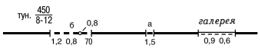 тун. 450
8-12
б 0,8
а
галерея
1,2 0,8 70
1,5
0,9 0,6